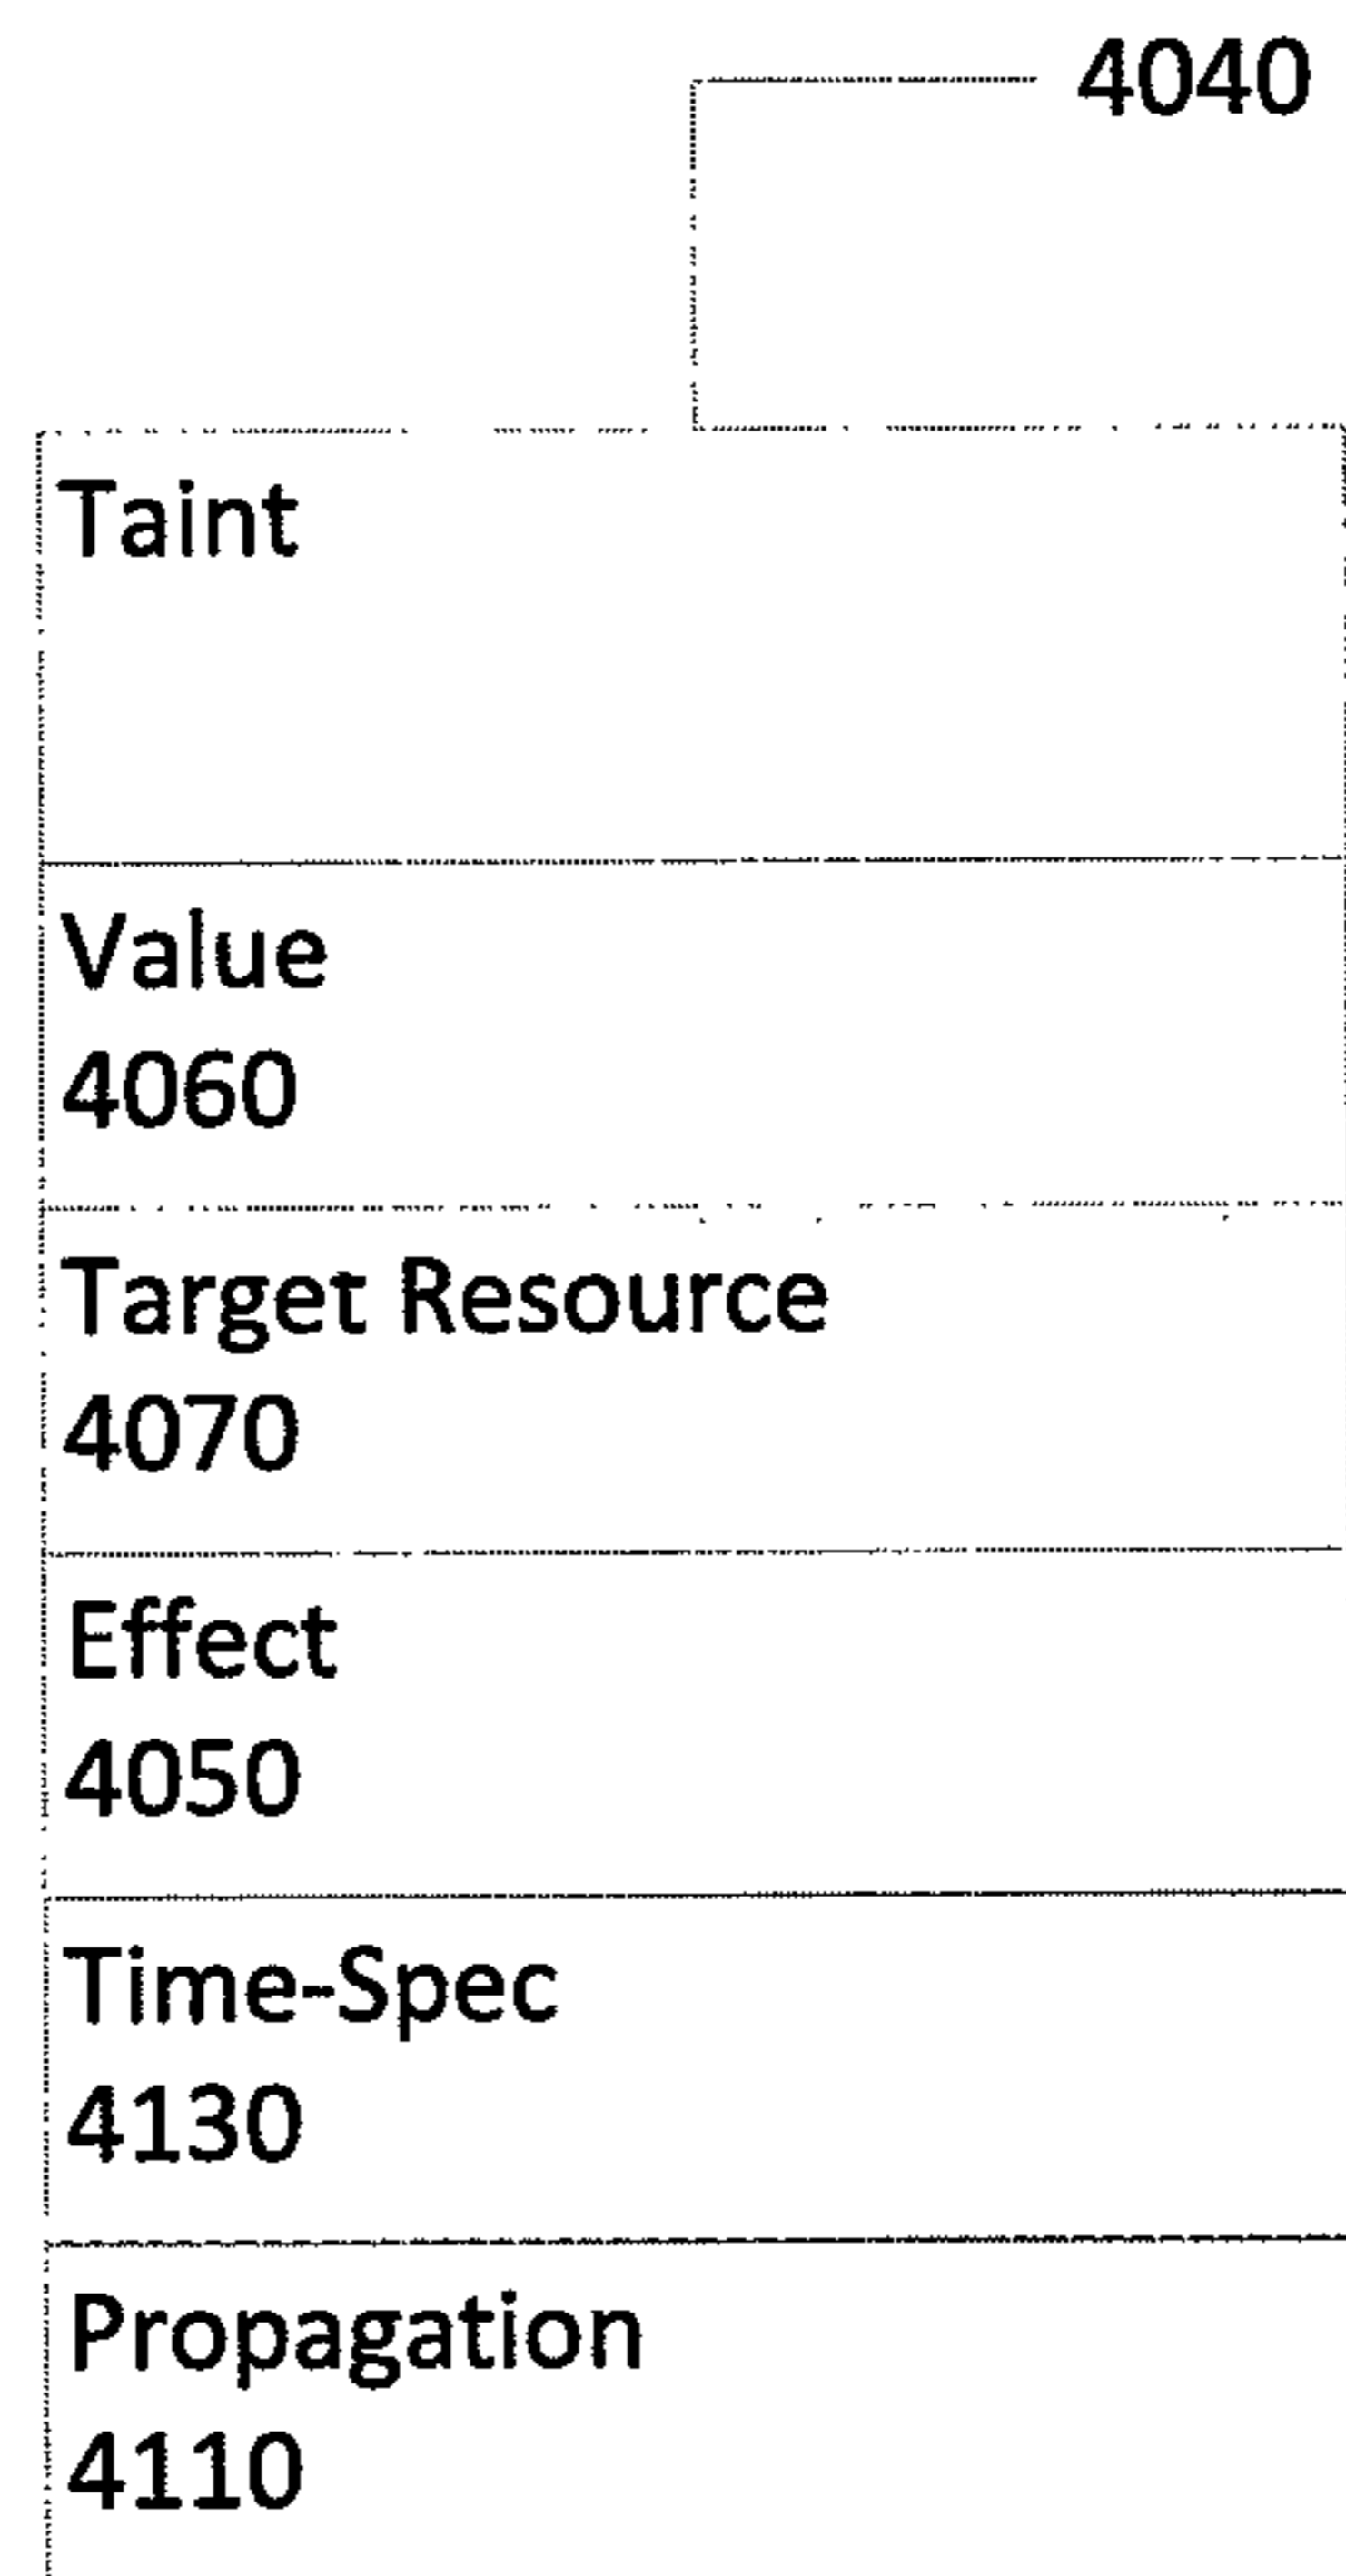 4040
Taint
Value
4060
Target Resource
4070
Effect
4050
Time-Spec
4130
Propagation
4110